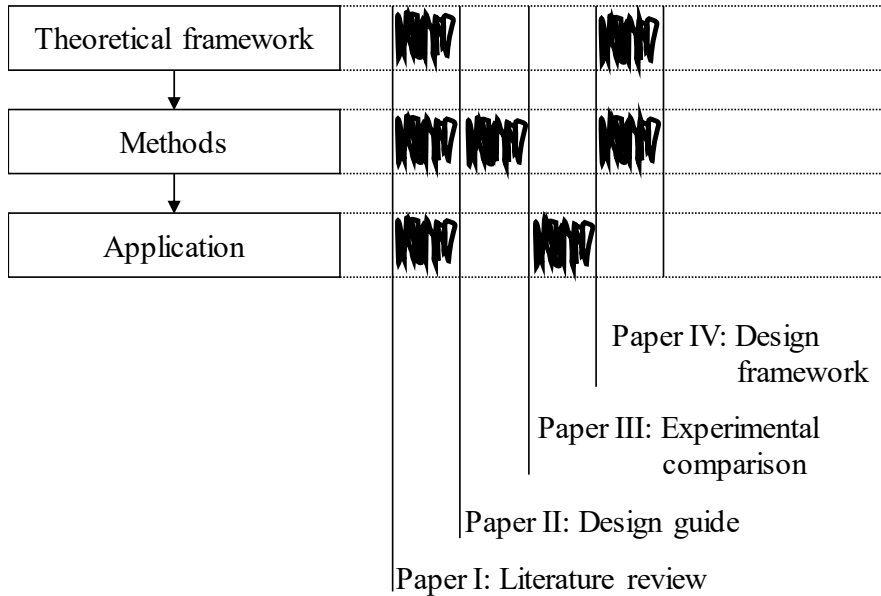 Theoretical framework
Methods
Application
Paper IV: Design
framework
Paper III: Experimental
comparison
Paper II: Design guide
Paper I: Literature review